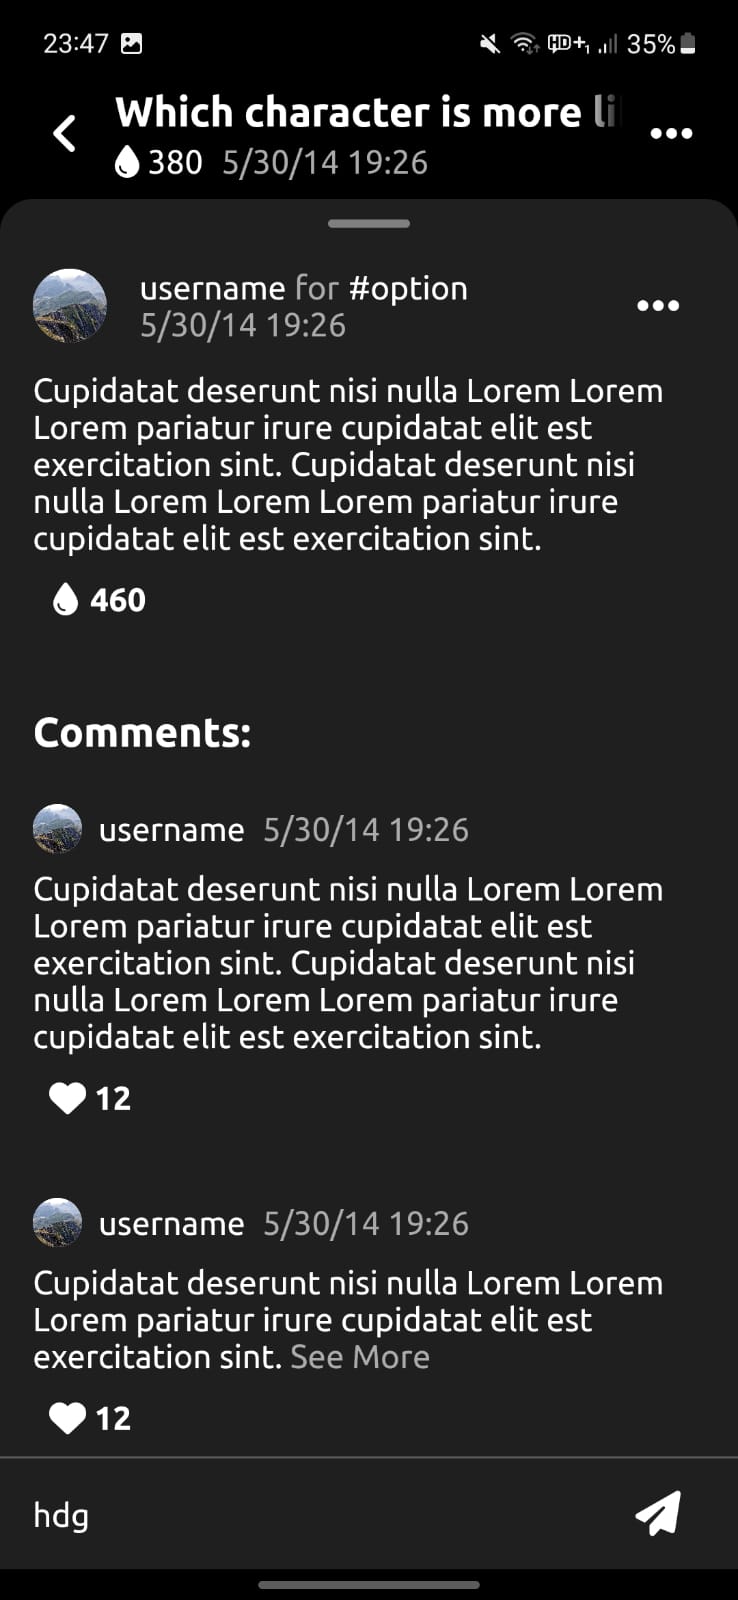 23:47 HD+1 35%
Which character is more li
380 5/30/14 19:26
username for #option
5/30/14 19:26
Cupidatat deserunt nisi nulla Lorem Lorem
Lorem pariatur irure cupidatat elit est
exercitation sint. Cupidatat deserunt nisi
nulla Lorem Lorem Lorem pariatur irure
cupidatat elit est exercitation sint.
460
Comments:
username 5/30/14 19:26
Cupidatat deserunt nisi nulla Lorem Lorem
Lorem pariatur irure cupidatat elit est
exercitation sint. Cupidatat deserunt nisi
nulla Lorem Lorem Lorem pariatur irure
cupidatat elit est exercitation sint.
12
username 5/30/14 19:26
Cupidatat deserunt nisi nulla Lorem Lorem
Lorem pariatur irure cupidatat elit est
exercitation sint. See More
12
hdg